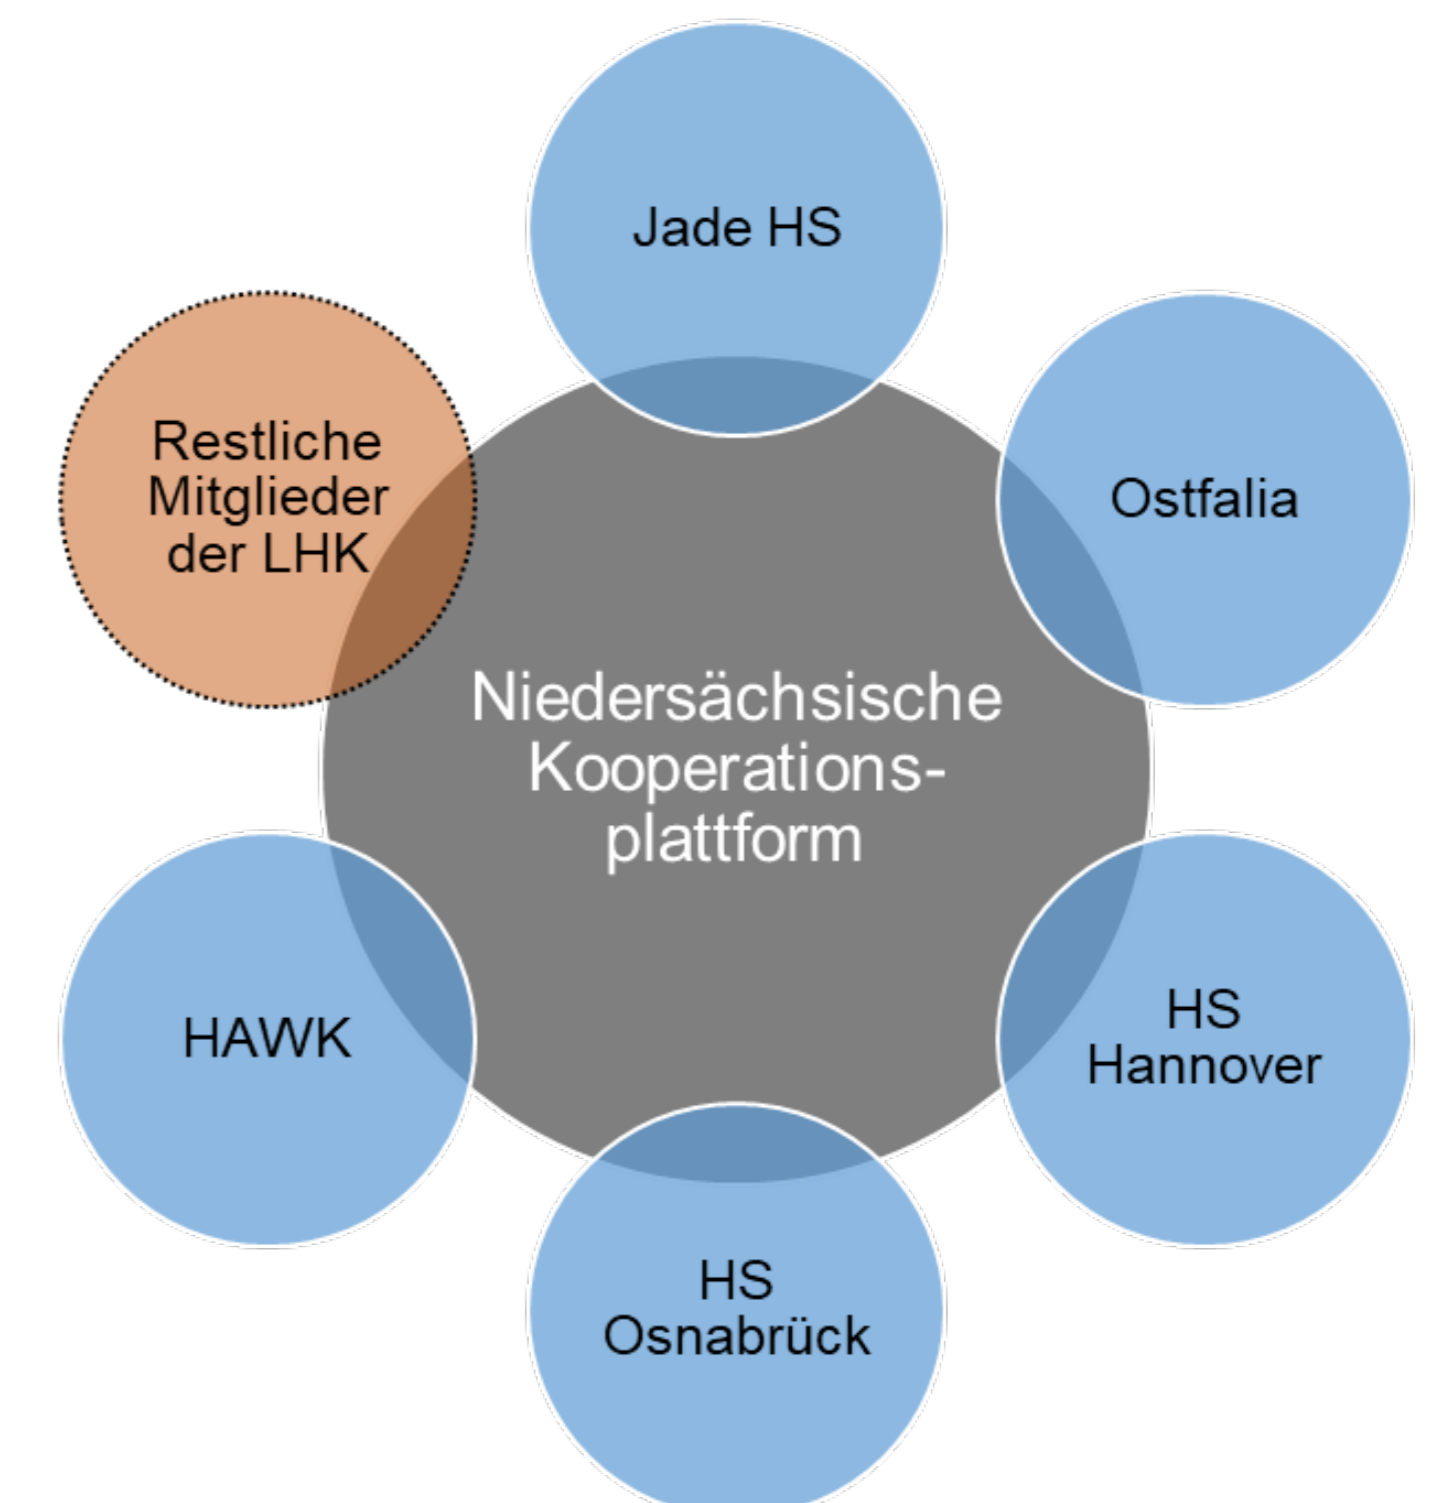 Jade HS
Restliche
Mitglieder
der LHK
Ostfalia
Niedersächsische
Kooperations-
plattform
HAWK
HS
Hannover
HS
Osnabrück